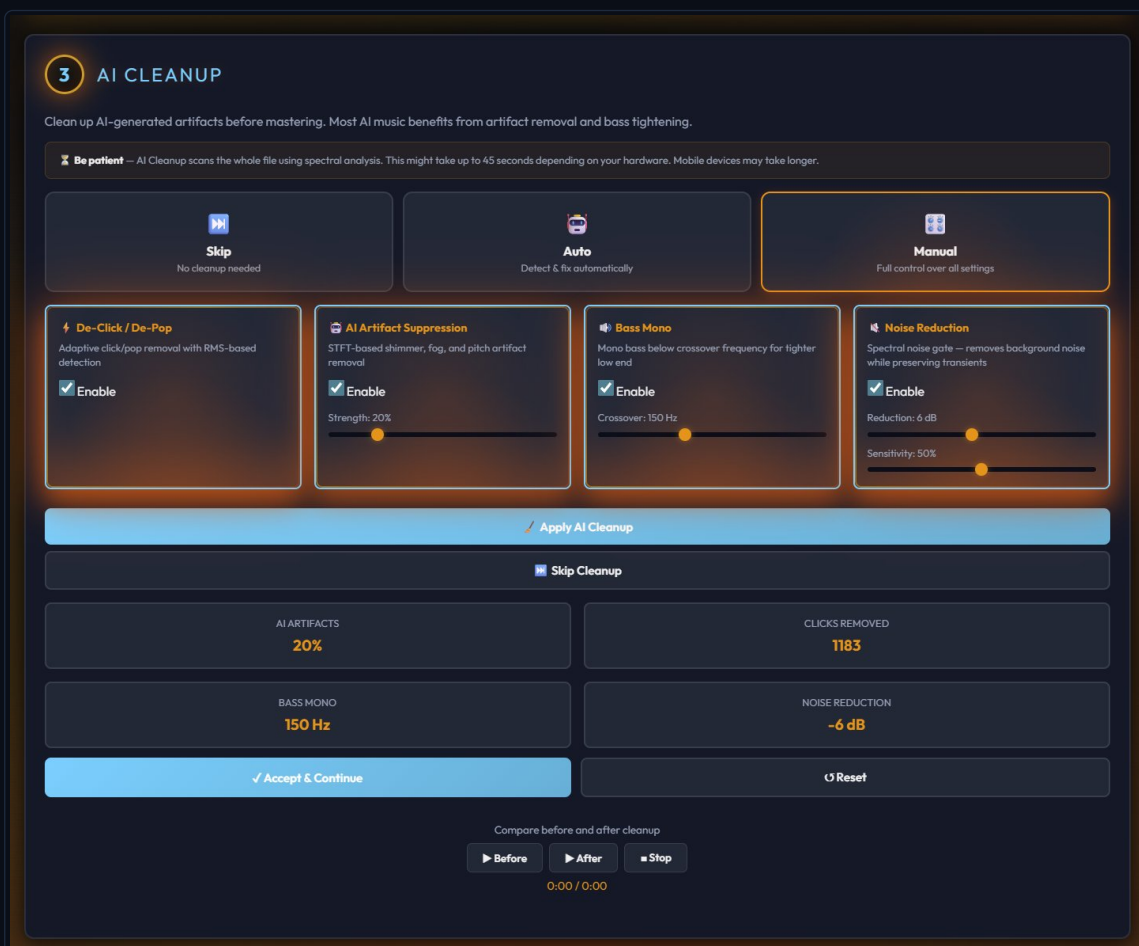 3 AI CLEANUP
Clean up AI-generated artifacts before mastering. Most AI music benefits from artifact removal and bass tightening.
⏳ Be patient — AI Cleanup scans the whole file using spectral analysis. This might take up to 45 seconds depending on your hardware. Mobile devices may take longer.
Skip
No cleanup needed
Auto
Detect & fix automatically
Manual
Full control over all settings
De-Click / De-Pop
Adaptive click/pop removal with RMS-based
detection
Enable
AI Artifact Suppression
STFT-based shimmer, fog, and pitch artifact
removal
Enable
Strength: 20%
Bass Mono
Mono bass below crossover frequency for tighter
low end
Enable
Crossover: 150 Hz
Noise Reduction
Spectral noise gate — removes background noise
while preserving transients
Enable
Reduction: 6 dB
Sensitivity: 50%
Apply AI Cleanup
Skip Cleanup
AI ARTIFACTS
20%
CLICKS REMOVED
1183
BASS MONO
150 Hz
NOISE REDUCTION
-6 dB
✓ Accept & Continue
↺ Reset
Compare before and after cleanup
▶ Before
▶ After
■ Stop
0:00 / 0:00